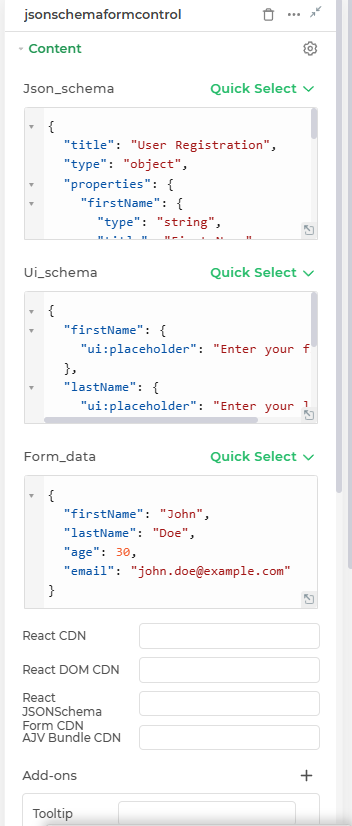 jsonschemaformcontrol
Content
Json_schema Quick Select
{
"title": "User Registration",
"type": "object",
"properties": {
"firstName": {
"type": "string",
Ui_schema Quick Select
{
"firstName": {
"ui:placeholder": "Enter your f
},
"lastName": {
"ui:placeholder": "Enter your l
Form_data Quick Select
{
"firstName": "John",
"lastName": "Doe",
"age": 30,
"email": "john.doe@example.com"
}
React CDN
React DOM CDN
React
JSONSchema
Form CDN
AJV Bundle CDN
Add-ons
Tooltip